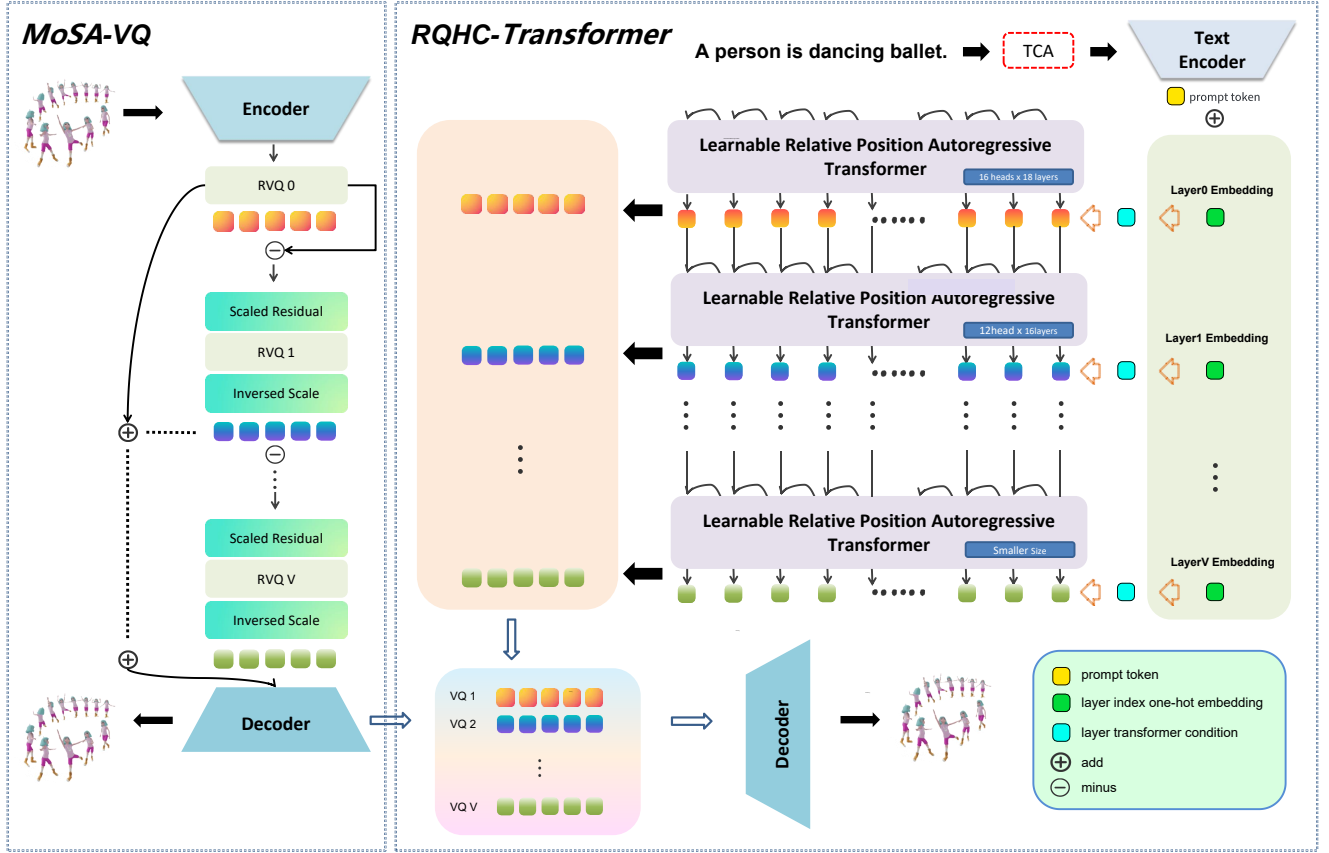 MoSA-VQ
Encoder
RVQ 0
Scaled Residual
RVQ 1
Inversed Scale
Scaled Residual
RVQ V
Inversed Scale
Decoder
RQHC-Transformer
A person is dancing ballet.
TCA
Text
Encoder
prompt token
Learnable Relative Position Autoregressive
Transformer
16 heads x 18 layers
Layer0 Embedding
Learnable Relative Position Autoregressive
Transformer
12head x 16layers
Layer1 Embedding
Learnable Relative Position Autoregressive
Transformer
Smaller Size
LayerV Embedding
VQ 1
VQ 2
VQ V
Decoder
prompt token
layer index one-hot embedding
layer transformer condition
add
minus